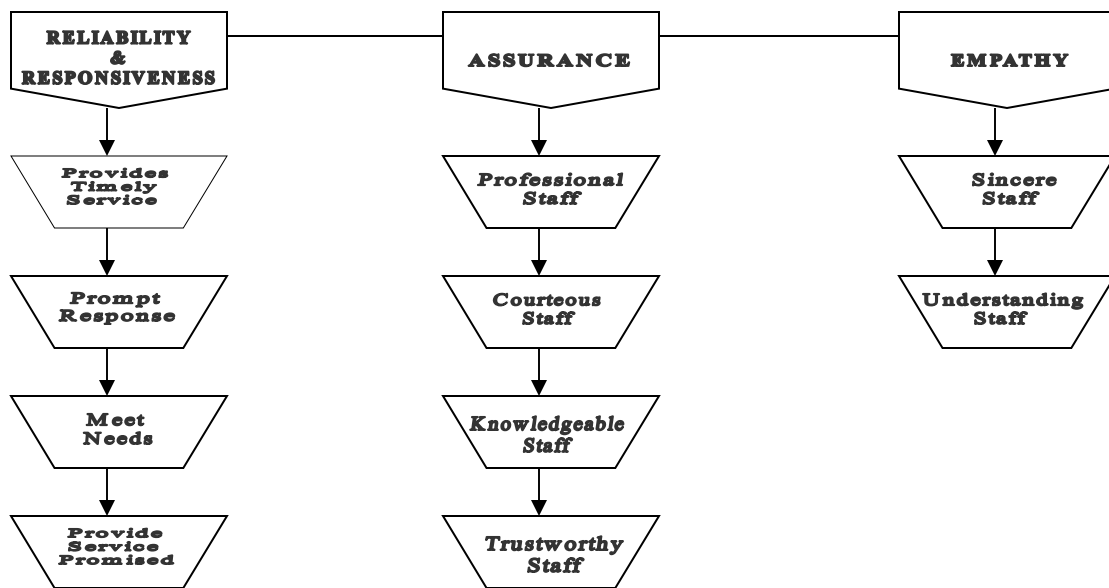 RELIABILITY
&
RESPONSIVENESS
Provides
Timely
Service
Prompt
Response
Meet
Needs
Provide
Service
Promised
ASSURANCE
Professional
Staff
Courteous
Staff
Knowledgeable
Staff
Trustworthy
Staff
EMPATHY
Sincere
Staff
Understanding
Staff